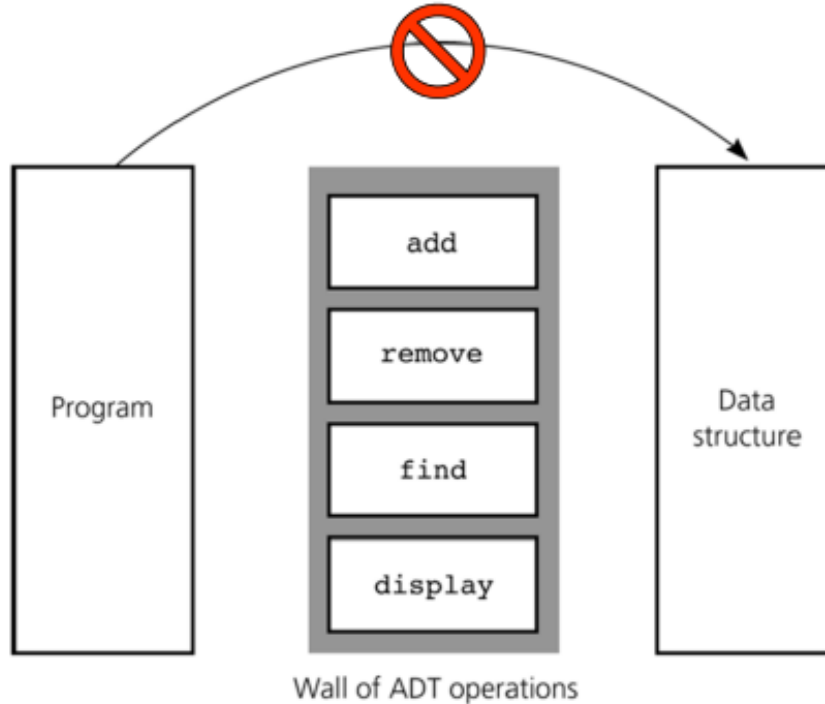 add
remove
Program
Data
structure
find
display
Wall of ADT operations